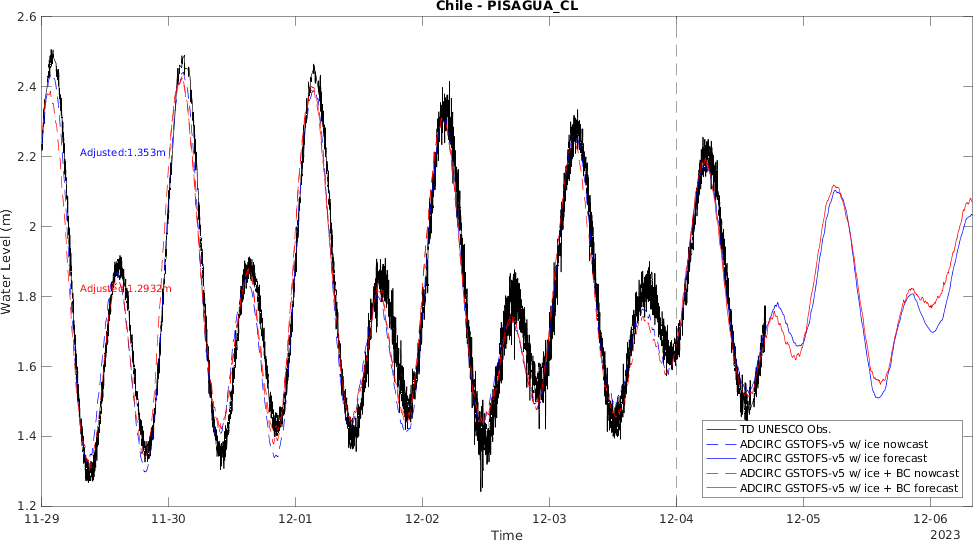 Chile - PISAGUA_CL
2.6
2.4
2.2
2
1.8
1.6
1.4
1.2
Water Level (m)
Adjusted:1.353m
Adjusted:1.2932m
TD UNESCO Obs.
ADCIRC GSTOFS-v5 w/ ice nowcast
ADCIRC GSTOFS-v5 w/ ice forecast
ADCIRC GSTOFS-v5 w/ ice + BC nowcast
ADCIRC GSTOFS-v5 w/ ice + BC forecast
11-29 11-30 12-01 12-02 12-03 12-04 12-05 12-06
Time
2023